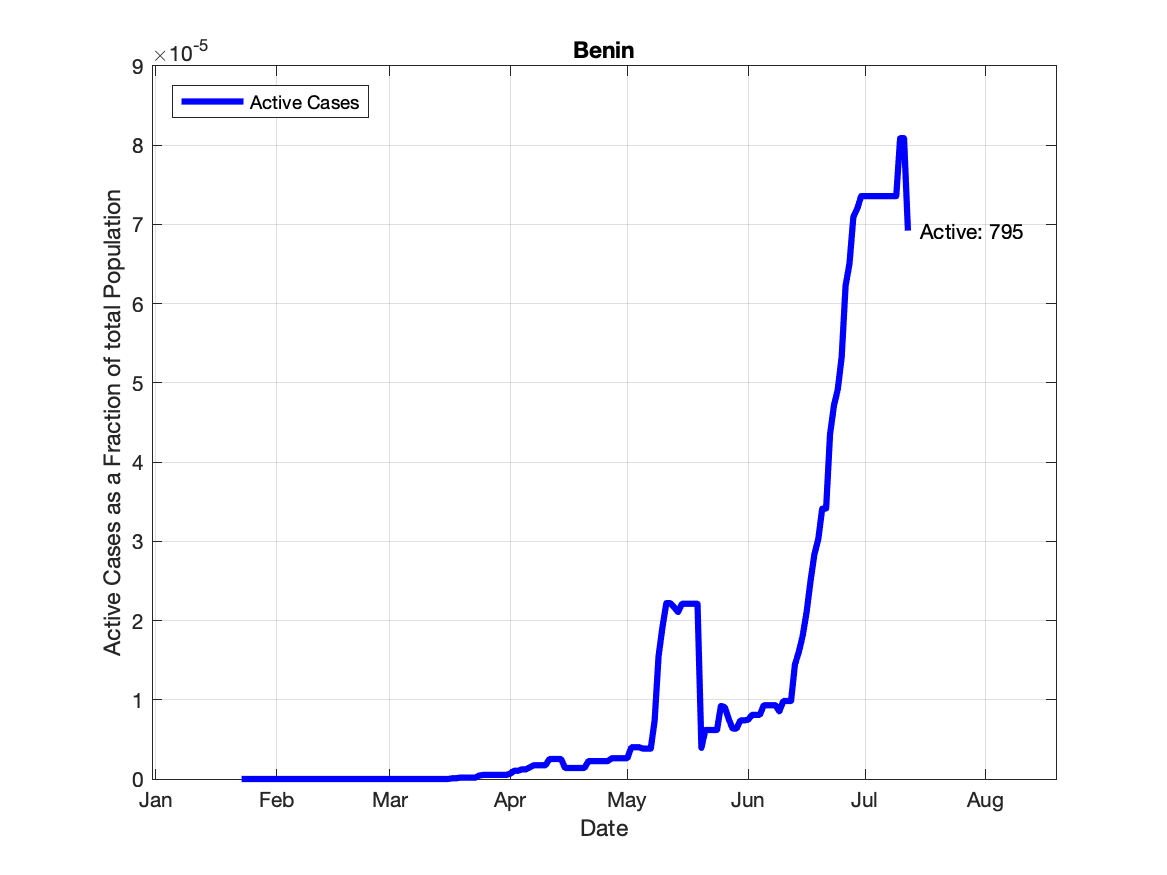 Benin
×10-5
Active Cases
9
8
7
6
5
4
3
2
1
0
Active Cases as a Fraction of total Population
Active: 795
Jan Feb Mar Apr May Jun Jul Aug
Date